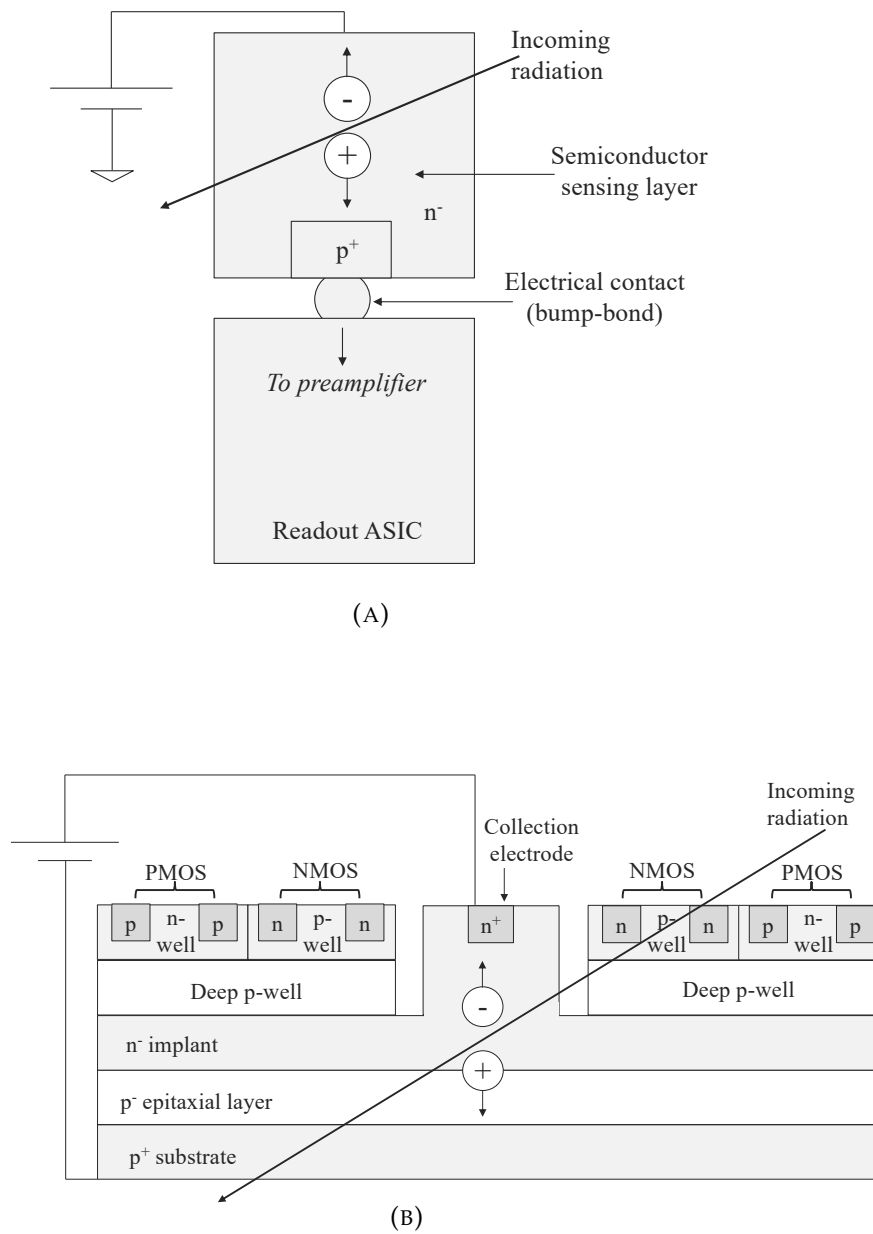 Incoming
radiation
-
+
Semiconductor
sensing layer
n⁻
p⁺
Electrical contact
(bump-bond)
To preamplifier
Readout ASIC
(A)
Incoming
radiation
Collection
electrode
PMOS
NMOS
NMOS
PMOS
p n-well p
n p-well n
n⁺
n p-well n
p n-well p
Deep p-well
Deep p-well
-
n⁻ implant
+
p⁻ epitaxial layer
p⁺ substrate
(B)